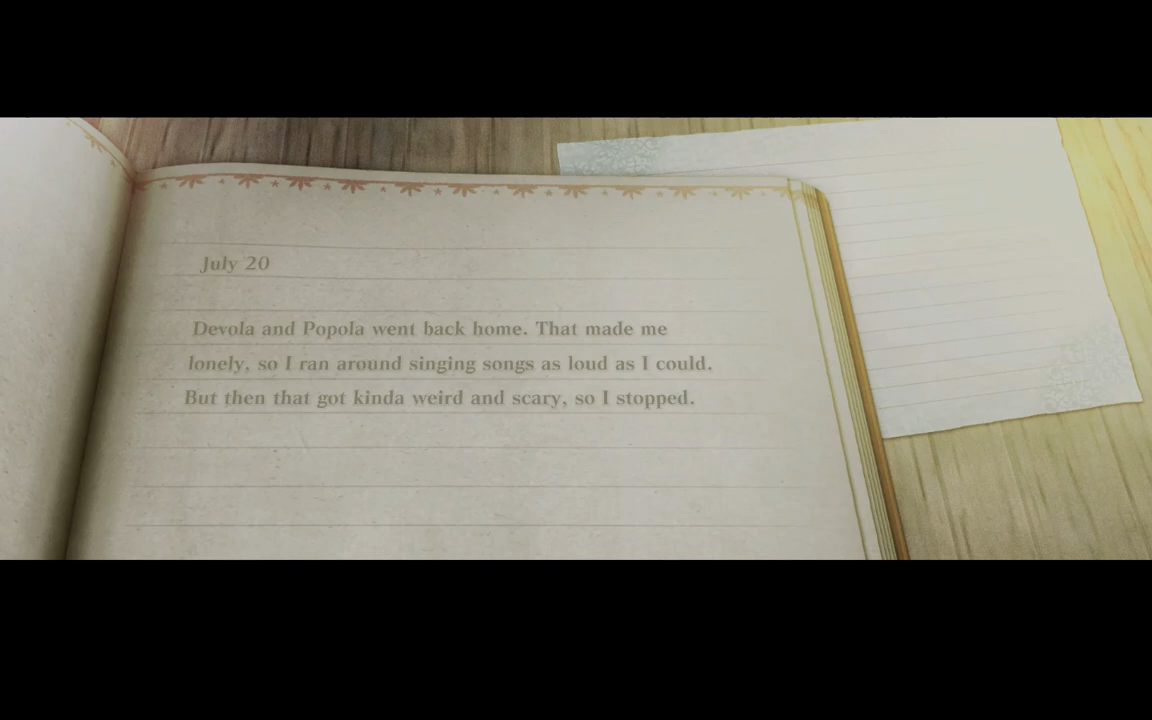 July 20
Devola and Popola went back home. That made me
lonely, so I ran around singing songs as loud as I could.
But then that got kinda weird and scary, so I stopped.